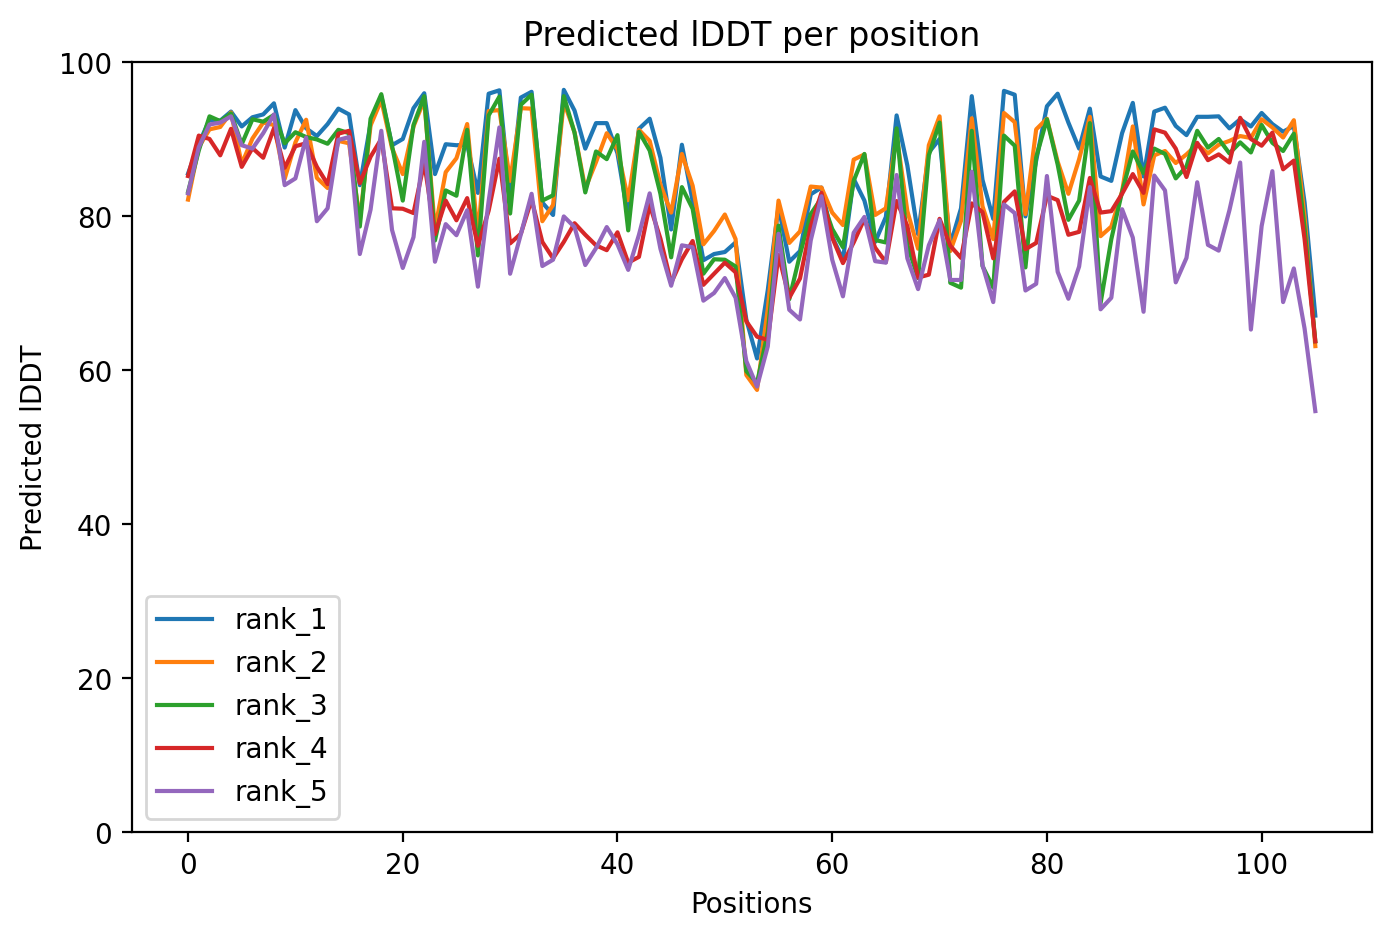 Predicted lDDT per position
100
80
60
40
20
0
Predicted lDDT
rank_1
rank_2
rank_3
rank_4
rank_5
0 20 40 60 80 100
Positions